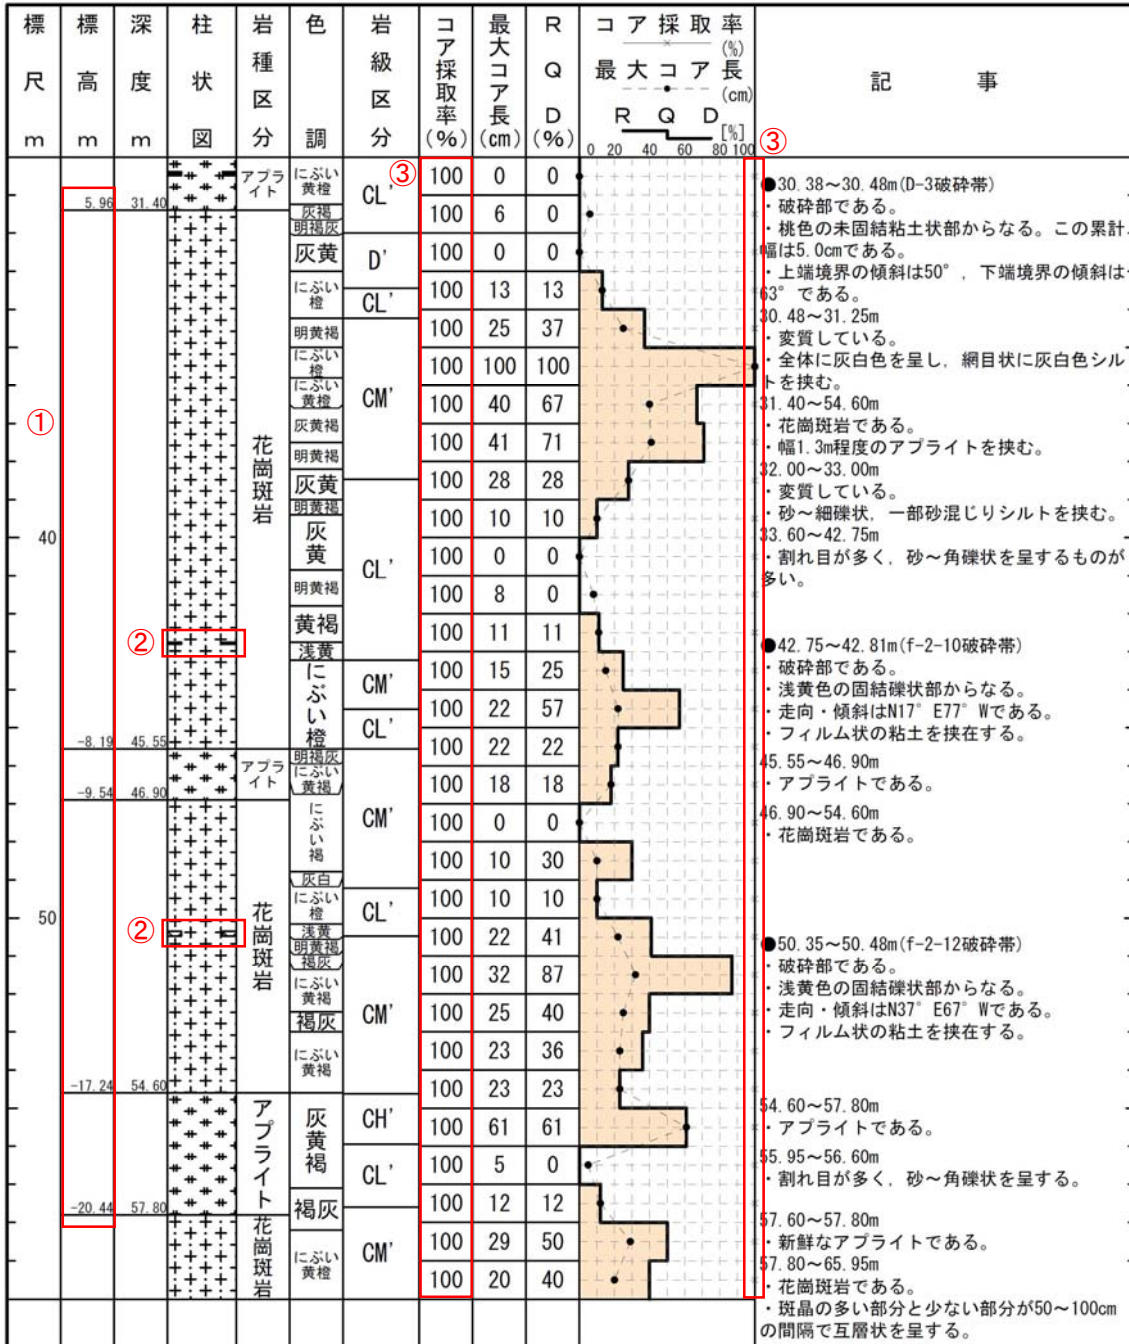 標尺m
標高m
深度m
柱状図
岩種区分
色調
岩級区分
コア採取率(%)
最大コア長(cm)
RQD(%)
コア採取率
(%)
最大コア長
(cm)
RQD
[%]
0 20 40 60 80 100
記事
③
③
①
②
②
40
50
5.96 31.40
-8.19 45.55
-9.54 46.90
-17.24 54.60
-20.44 57.80
アプライト
花崗斑岩
アプライト
花崗斑岩
アプライト
花崗斑岩
にぶい黄橙
灰褐
明褐灰
灰黄
にぶい橙
明黄褐
にぶい橙
にぶい黄橙
灰黄褐
明黄褐
灰黄
明黄褐
灰黄
明黄褐
黄褐
浅黄
にぶい橙
明褐灰
にぶい黄褐
にぶい褐
灰白
にぶい橙
浅黄
明黄褐
褐灰
にぶい黄褐
褐灰
にぶい黄褐
灰黄褐
褐灰
にぶい黄橙
CL'
D'
CL'
CM'
CL'
CM'
CL'
CM'
CL'
CM'
CH'
CL'
CM'
100 0 0
100 6 0
100 0 0
100 13 13
100 25 37
100 100 100
100 40 67
100 41 71
100 28 28
100 10 10
100 0 0
100 8 0
100 11 11
100 15 25
100 22 57
100 22 22
100 18 18
100 0 0
100 10 30
100 10 10
100 22 41
100 32 87
100 25 40
100 23 36
100 23 23
100 61 61
100 5 0
100 12 12
100 29 50
100 20 40
●30.38～30.48m(D-3破砕帯)
・破砕部である。
・桃色の未固結粘土状部からなる。この累計
幅は5.0cmである。
・上端境界の傾斜は50°，下端境界の傾斜は
63°である。
30.48～31.25m
・変質している。
・全体に灰白色を呈し，網目状に灰白色シル
トを挟む。
31.40～54.60m
・花崗斑岩である。
・幅1.3m程度のアプライトを挟む。
32.00～33.00m
・変質している。
・砂～細礫状，一部砂混じりシルトを挟む。
33.60～42.75m
・割れ目が多く，砂～角礫状を呈するものが
多い。
●42.75～42.81m(f-2-10破砕帯)
・破砕部である。
・浅黄色の固結礫状部からなる。
・走向・傾斜はN17°E77°Wである。
・フィルム状の粘土を挟在する。
45.55～46.90m
・アプライトである。
46.90～54.60m
・花崗斑岩である。
●50.35～50.48m(f-2-12破砕帯)
・破砕部である。
・浅黄色の固結礫状部からなる。
・走向・傾斜はN37°E67°Wである。
・フィルム状の粘土を挟在する。
54.60～57.80m
・アプライトである。
55.95～56.60m
・割れ目が多く，砂～角礫状を呈する。
57.60～57.80m
・新鮮なアプライトである。
57.80～65.95m
・花崗斑岩である。
・斑晶の多い部分と少ない部分が50～100cm
の間隔で互層状を呈する。